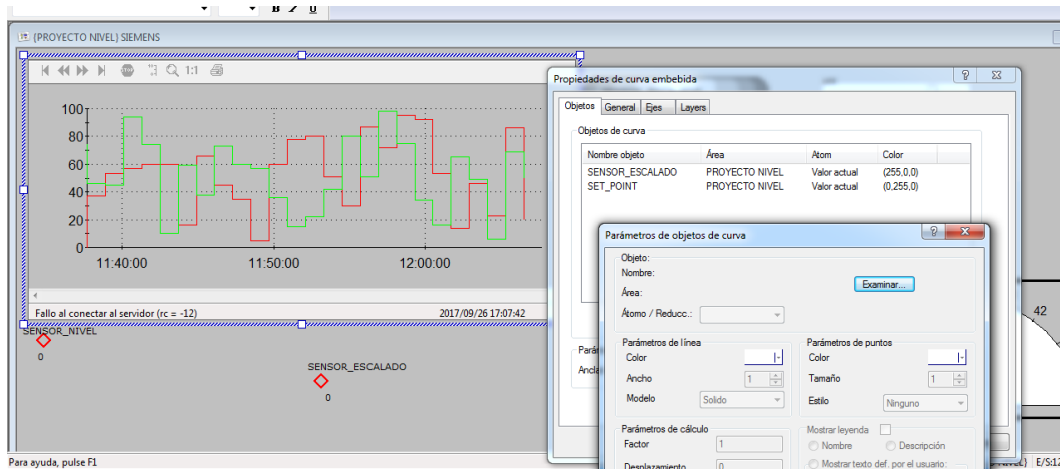 B I U
{PROYECTO NIVEL} SIEMENS
1:1
100
80
60
40
20
0
11:40:00 11:50:00 12:00:00
Fallo al conectar al servidor (rc = -12) 2017/09/26 17:07:42
SENSOR_NIVEL
0
SENSOR_ESCALADO
0
Para ayuda, pulse F1
Propiedades de curva embebida
Objetos General Ejes Layers
Objetos de curva
Nombre objeto Área Atom Color
SENSOR_ESCALADO PROYECTO NIVEL Valor actual (255,0,0)
SET_POINT PROYECTO NIVEL Valor actual (0,255,0)
Parámetros de objetos de curva
Objeto:
Nombre:
Examinar...
Área:
Átomo / Reducc.:
Parámetros de línea Parámetros de puntos
Color Color
Ancho 1 Tamaño 1
Modelo Solido Estilo Ninguno
Parámetros de cálculo Mostrar leyenda
Factor 1 Nombre Descripción
Desplazamiento 0 Mostrar texto def. por el usuario:
42